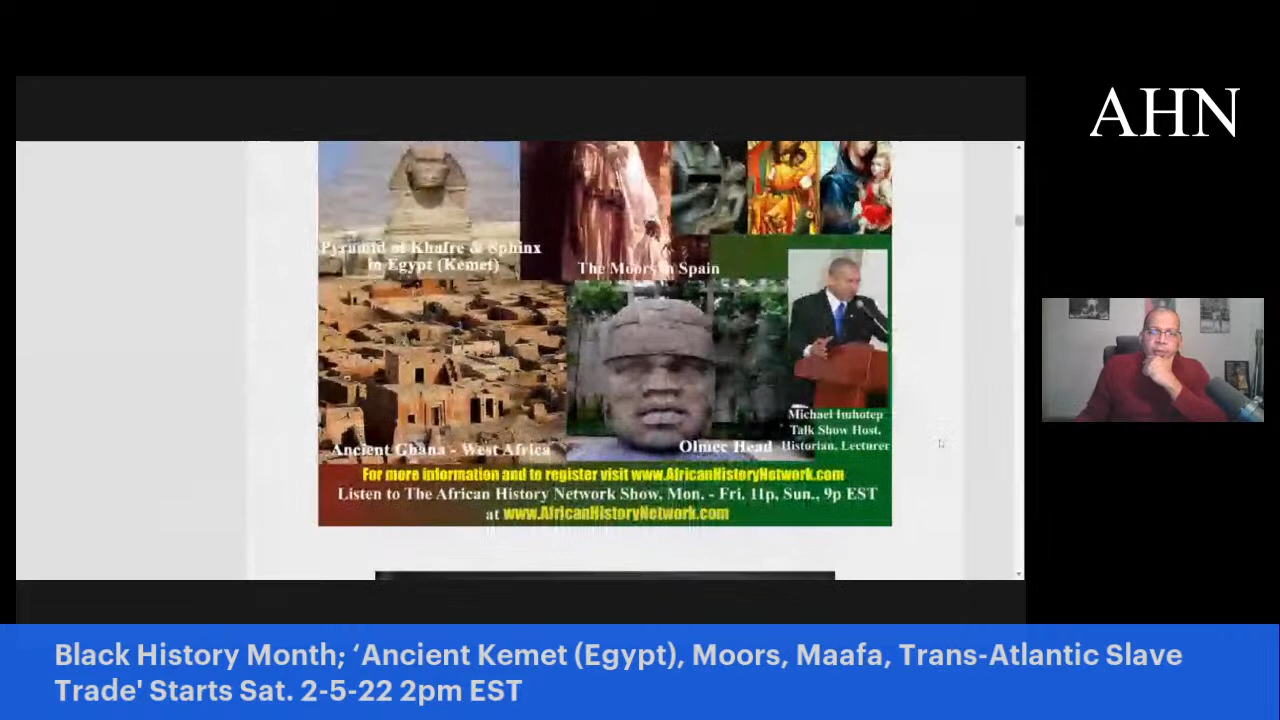 AHN
Pyramid of Khafre & Sphinx
in Egypt (Kemet)
The Moors in Spain
Ancient Ghana - West Africa
Olmec Head
Michael Imhotep
Talk Show Host,
Historian, Lecturer
For more information and to register visit www.AfricanHistoryNetwork.com
Listen to The African History Network Show, Mon. - Fri, 11p, Sun., 9p EST
at www.AfricanHistoryNetwork.com
Black History Month; ‘Ancient Kemet (Egypt), Moors, Maafa, Trans-Atlantic Slave
Trade' Starts Sat. 2-5-22 2pm EST